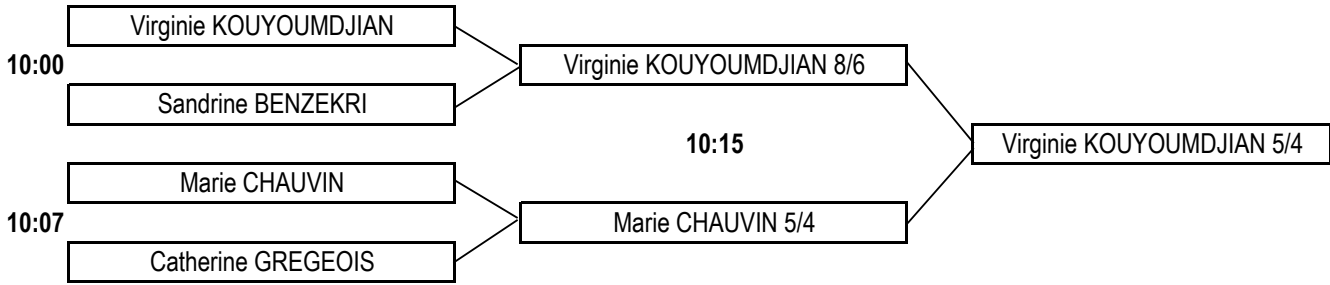 Virginie KOUYOUMDJIAN
10:00
Virginie KOUYOUMDJIAN 8/6
Sandrine BENZEKRI
10:15
Virginie KOUYOUMDJIAN 5/4
Marie CHAUVIN
10:07
Marie CHAUVIN 5/4
Catherine GREGEOIS